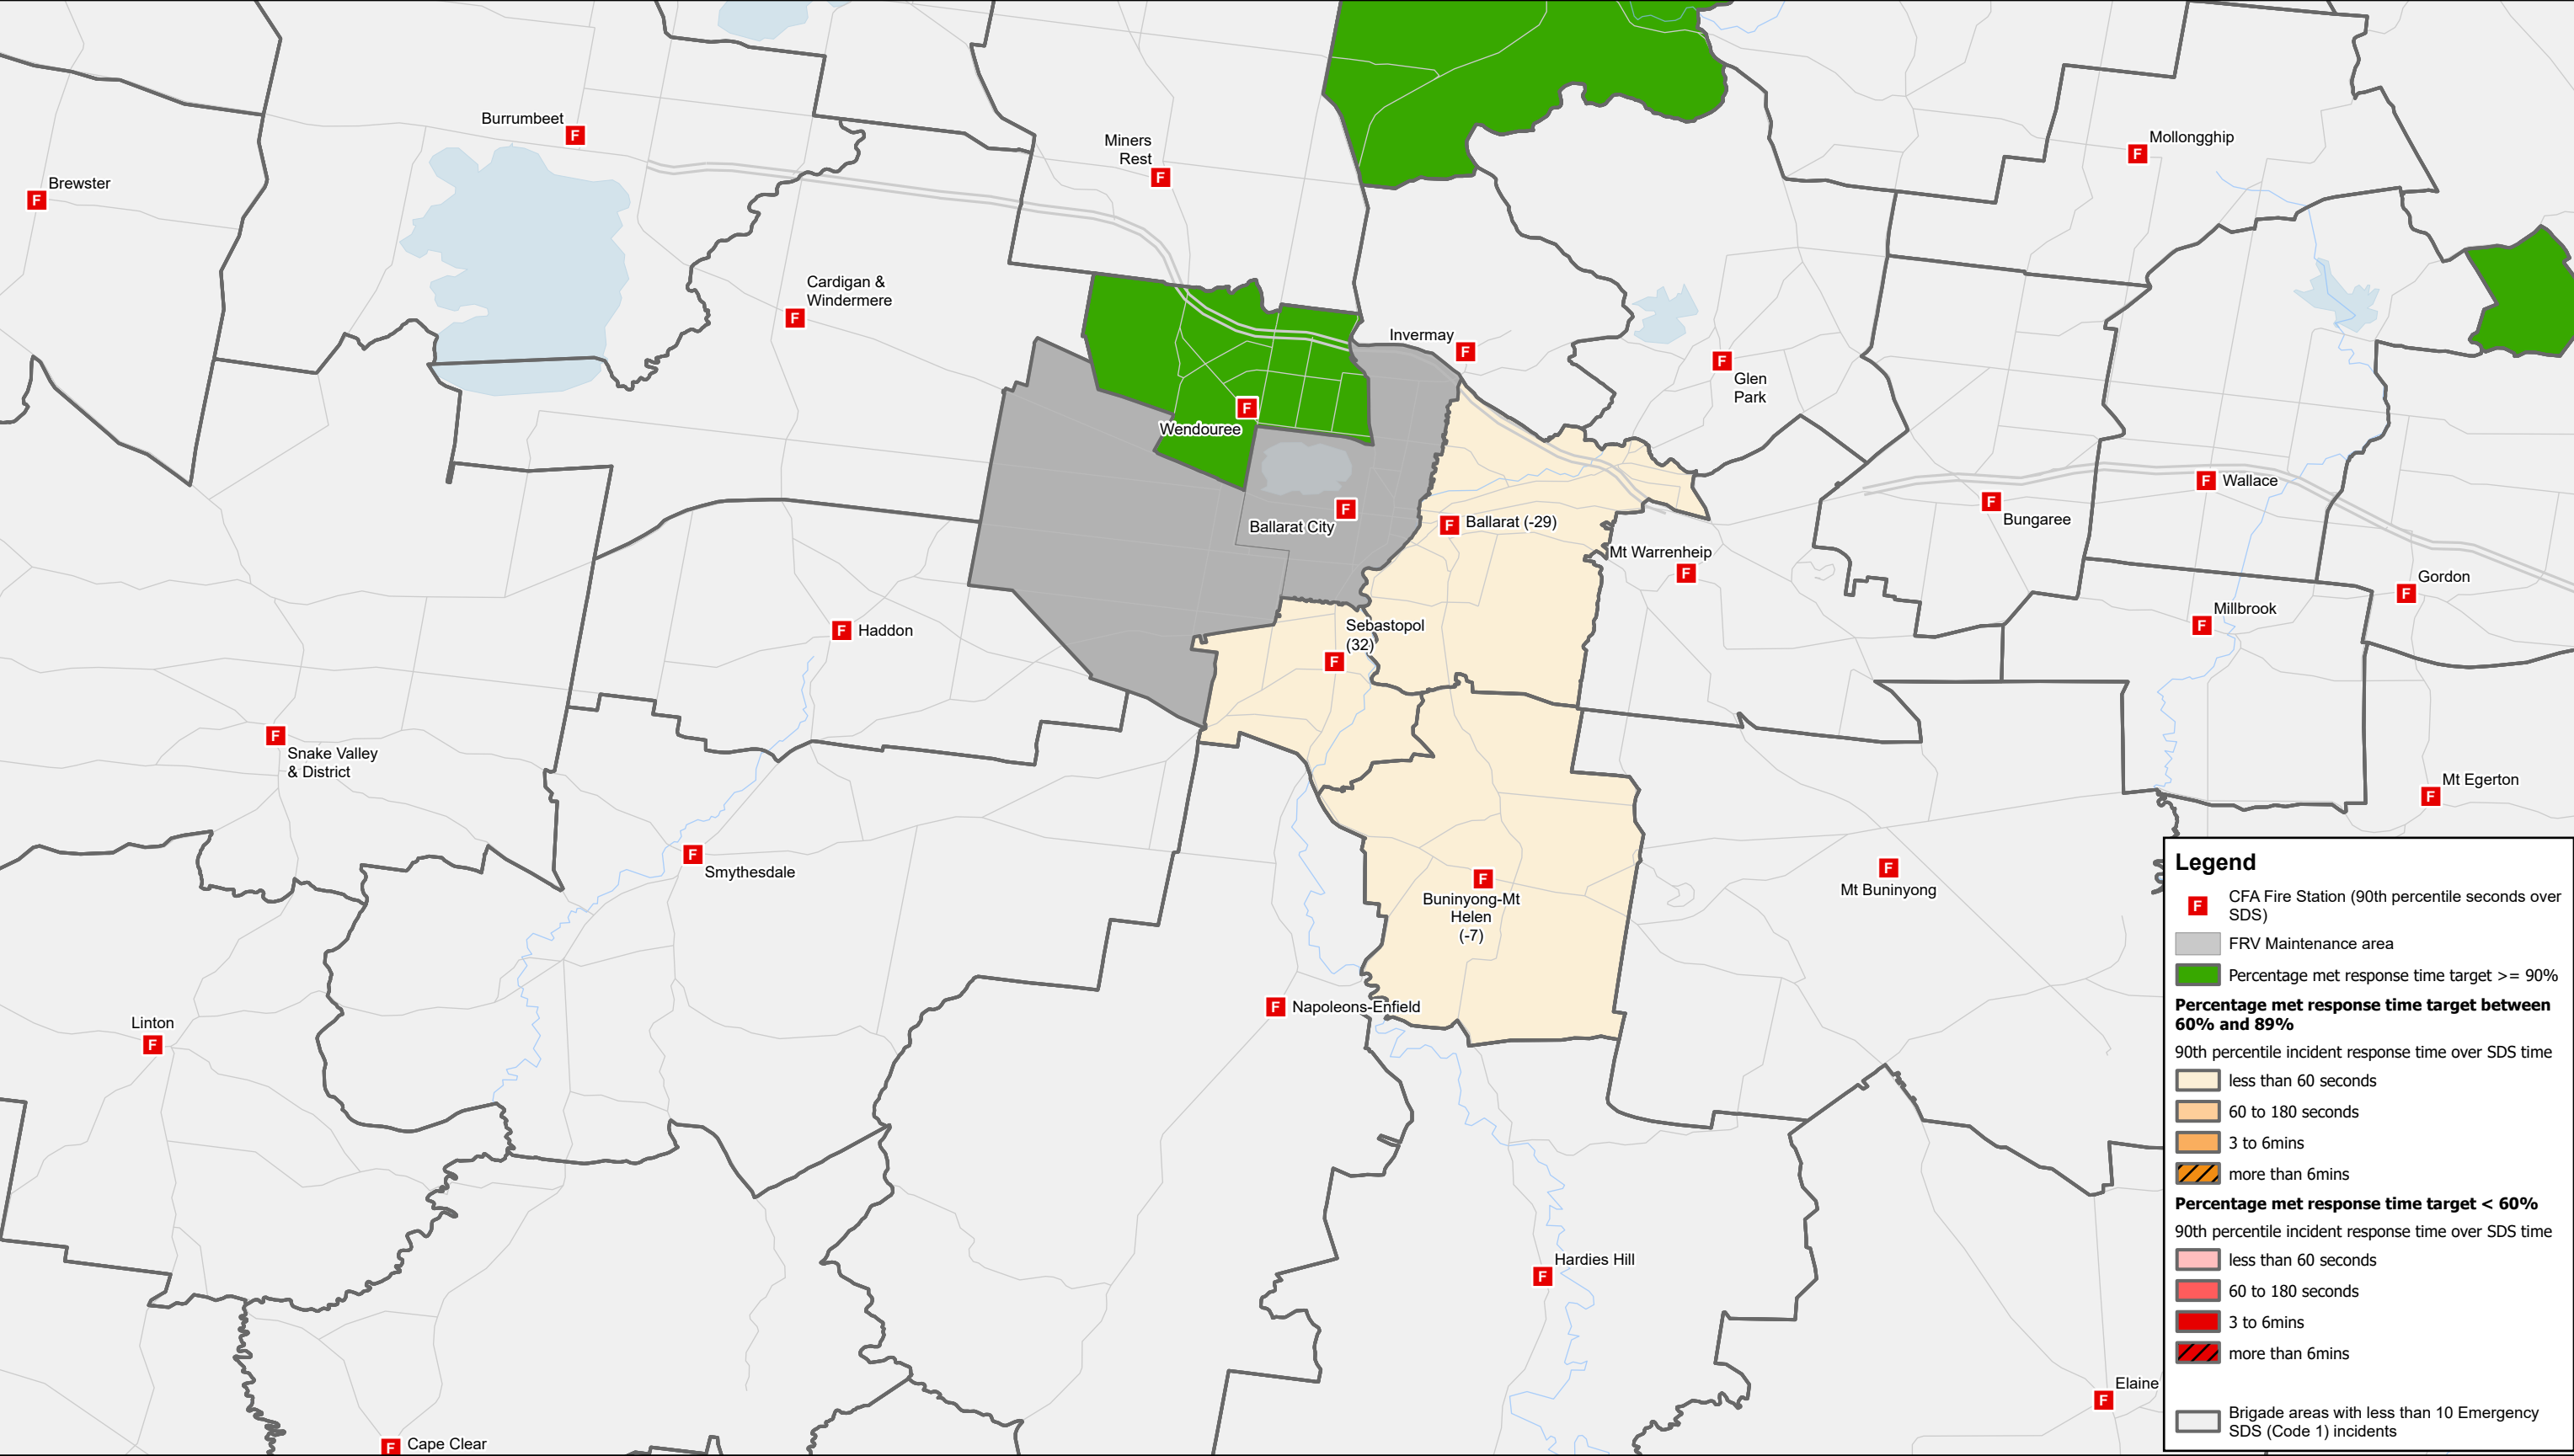 Burrumbeet
F
Miners
Rest
F
Mollongghip
F
Brewster
F
Cardigan &
Windermere
F
Invermay
F
Glen
Park
F
Wendouree
F
Ballarat City
F
Ballarat (-29)
F
Mt Warrenheip
F
Bungaree
F
Wallace
F
Gordon
F
Millbrook
F
Haddon
F
Sebastopol
(32)
F
Snake Valley
& District
F
Mt Egerton
F
Smythesdale
F
Buninyong-Mt
Helen
(-7)
F
Mt Buninyong
F
Napoleons-Enfield
F
Linton
F
Hardies Hill
F
Elaine
F
Cape Clear
F
Legend
F
CFA Fire Station (90th percentile seconds over
SDS)
FRV Maintenance area
Percentage met response time target >= 90%
Percentage met response time target between
60% and 89%
90th percentile incident response time over SDS time
less than 60 seconds
60 to 180 seconds
3 to 6mins
more than 6mins
Percentage met response time target < 60%
90th percentile incident response time over SDS time
less than 60 seconds
60 to 180 seconds
3 to 6mins
more than 6mins
Brigade areas with less than 10 Emergency
SDS (Code 1) incidents